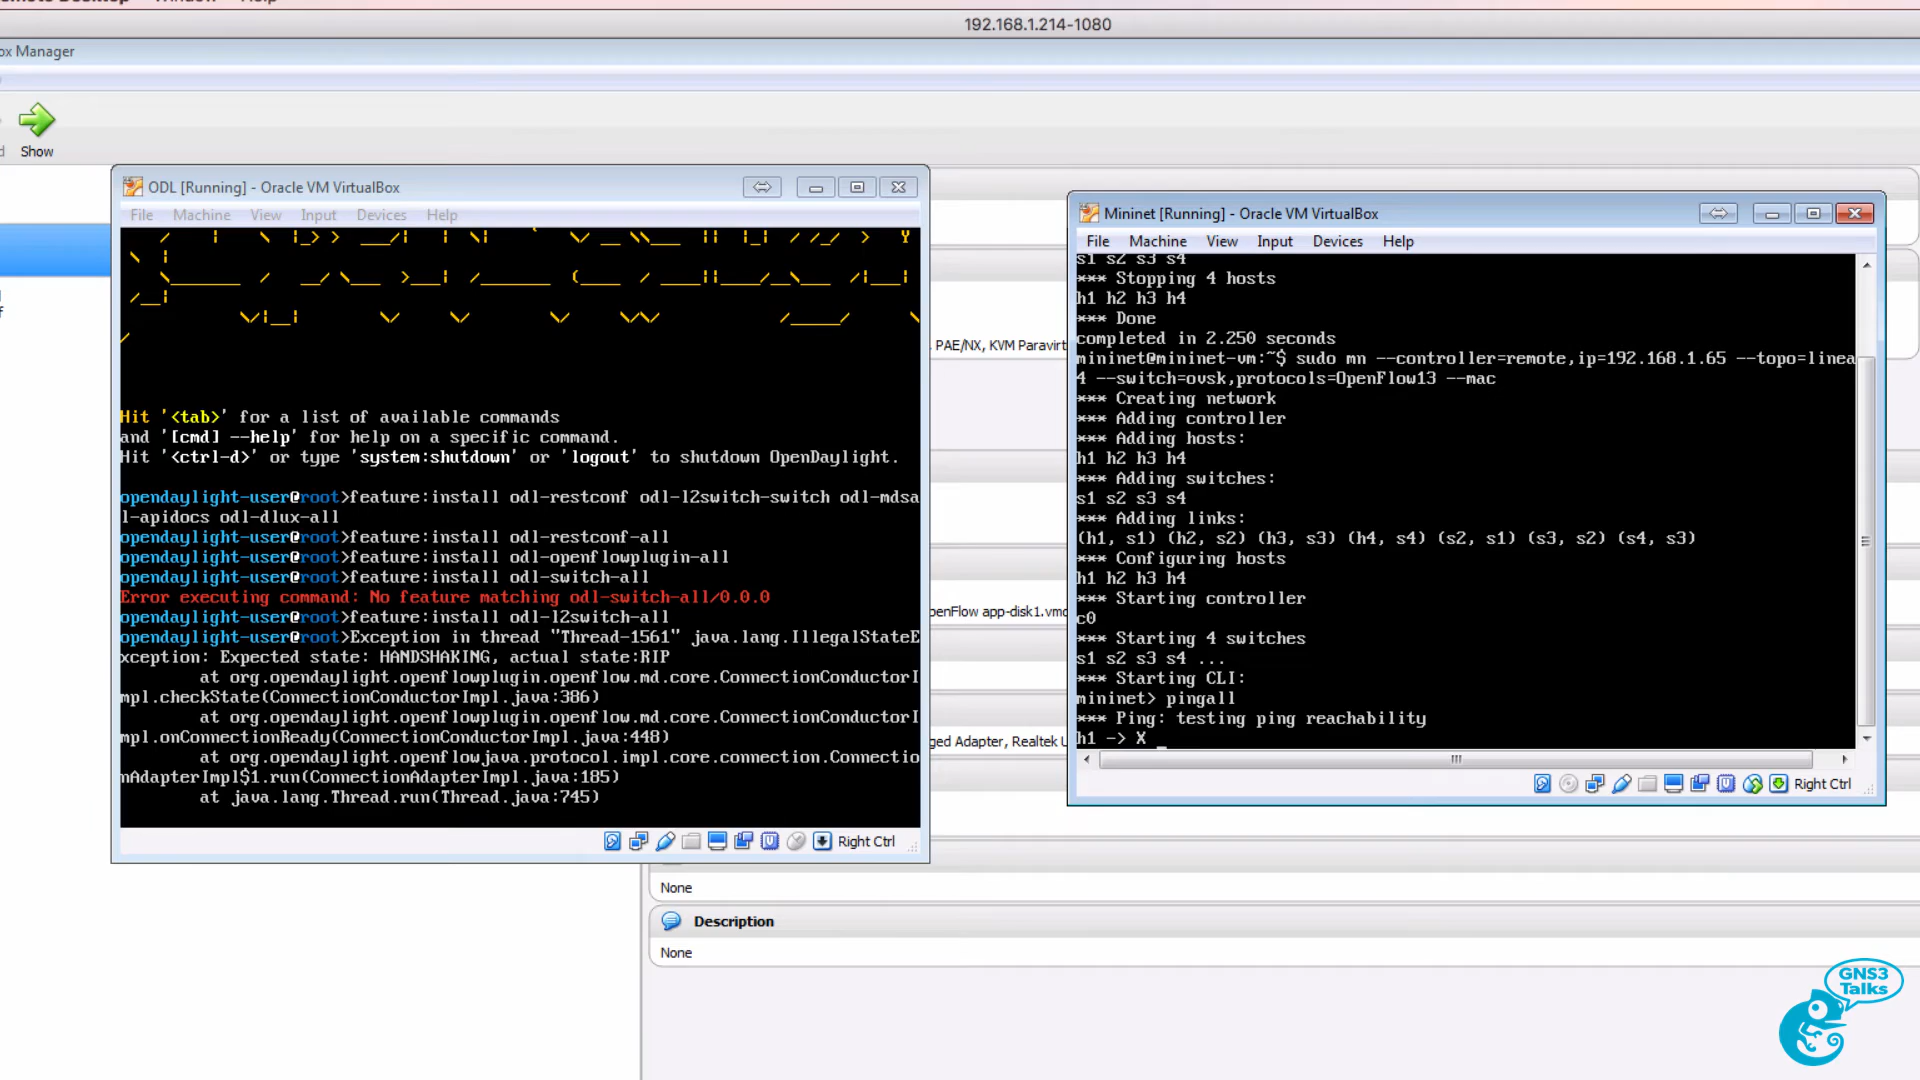 Window
Help
192.168.1.214-1080
ox Manager
Show
ODL [Running] - Oracle VM VirtualBox
File Machine View Input Devices Help
Hit '<tab>' for a list of available commands
and '[cmd] --help' for help on a specific command.
Hit '<ctrl-d>' or type 'system:shutdown' or 'logout' to shutdown OpenDaylight.
opendaylight-user@root>feature:install odl-restconf odl-l2switch-switch odl-mdsa
l-apidocs odl-dlux-all
opendaylight-user@root>feature:install odl-restconf-all
opendaylight-user@root>feature:install odl-openflowplugin-all
opendaylight-user@root>feature:install odl-switch-all
Error executing command: No feature matching odl-switch-all/0.0.0
opendaylight-user@root>feature:install odl-l2switch-all
opendaylight-user@root>Exception in thread "Thread-1561" java.lang.IllegalStateE
xception: Expected state: HANDSHAKING, actual state:RIP
at org.opendaylight.openflowplugin.openflow.md.core.ConnectionConductorI
mpl.checkState(ConnectionConductorImpl.java:386)
at org.opendaylight.openflowplugin.openflow.md.core.ConnectionConductorI
mpl.onConnectionReady(ConnectionConductorImpl.java:448)
at org.opendaylight.openflowjava.protocol.impl.core.connection.Connectio
nAdapterImpl$1.run(ConnectionAdapterImpl.java:185)
at java.lang.Thread.run(Thread.java:745)
Right Ctrl
, PAE/NX, KVM Paravirt
penFlow app-disk1.vmd
ged Adapter, Realtek
Mininet [Running] - Oracle VM VirtualBox
File Machine View Input Devices Help
s1 s2 s3 s4
*** Stopping 4 hosts
h1 h2 h3 h4
*** Done
completed in 2.250 seconds
mininet@mininet-vm:~$ sudo mn --controller=remote,ip=192.168.1.65 --topo=linea
4 --switch=ovsk,protocols=OpenFlow13 --mac
*** Creating network
*** Adding controller
*** Adding hosts:
h1 h2 h3 h4
*** Adding switches:
s1 s2 s3 s4
*** Adding links:
(h1, s1) (h2, s2) (h3, s3) (h4, s4) (s2, s1) (s3, s2) (s4, s3)
*** Configuring hosts
h1 h2 h3 h4
*** Starting controller
c0
*** Starting 4 switches
s1 s2 s3 s4 ...
*** Starting CLI:
mininet> pingall
*** Ping: testing ping reachability
h1 -> X _
Right Ctrl
None
Description
None
GNS3
Talks